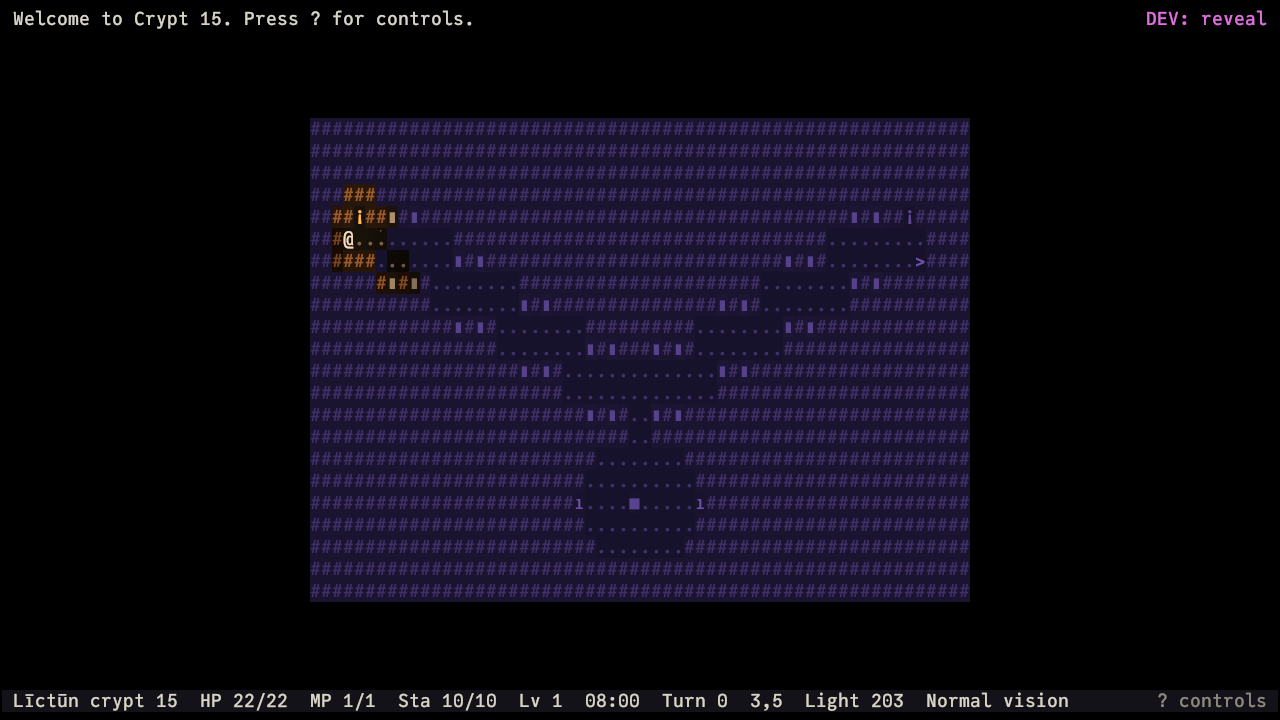 Welcome to Crypt 15. Press ? for controls.
DEV: reveal
Līctūn crypt 15 HP 22/22 MP 1/1 Sta 10/10 Lv 1 08:00 Turn 0 3,5 Light 203 Normal vision ? controls